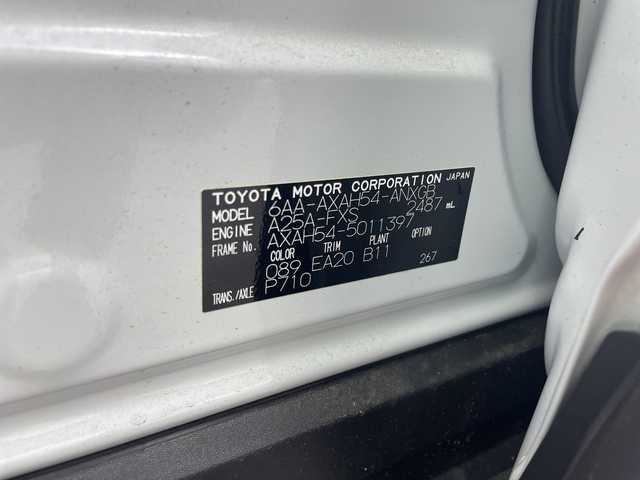 TOYOTA MOTOR CORPORATION JAPAN
MODEL 6AA-AXAH54-ANXGB
ENGINE A25A-FXS 2487 mL
FRAME No. AXAH54-5011397
COLOR TRIM PLANT OPTION
089 EA20 B11 267
TRANS./AXLE P710